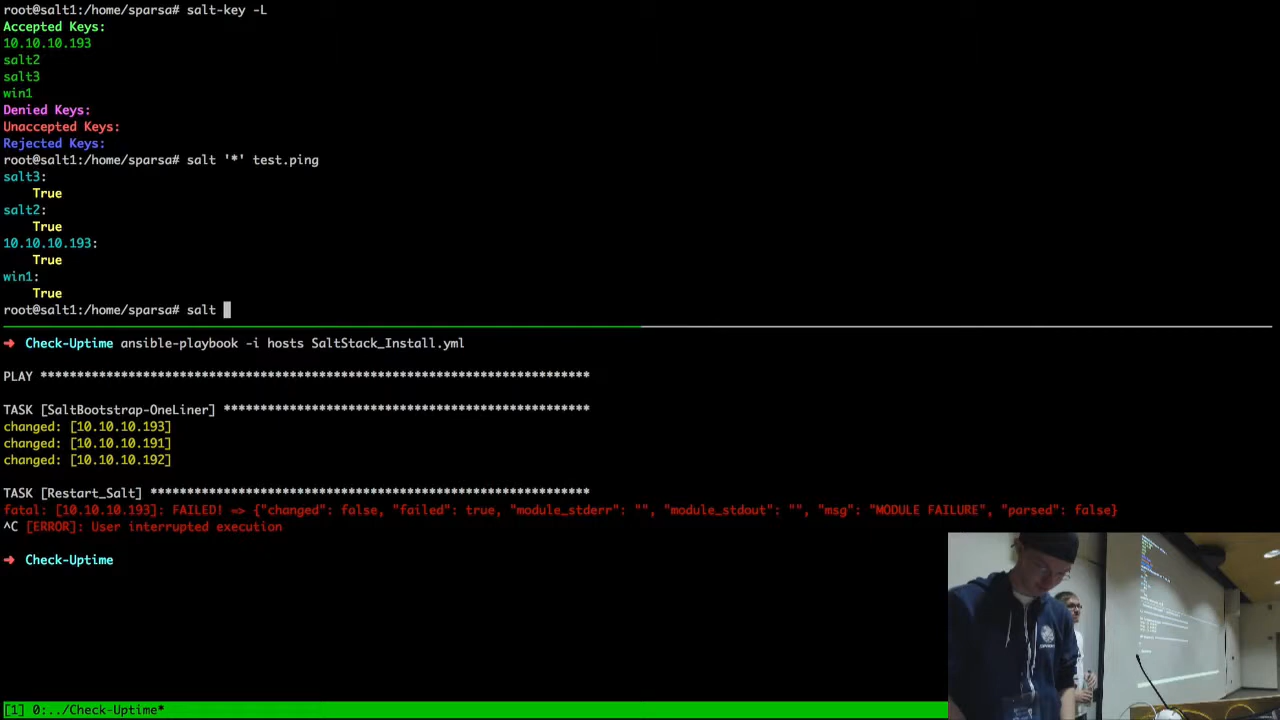 root@salt1:/home/sparsa# salt-key -L
Accepted Keys:
10.10.10.193
salt2
salt3
win1
Denied Keys:
Unaccepted Keys:
Rejected Keys:
root@salt1:/home/sparsa# salt '*' test.ping
salt3:
    True
salt2:
    True
10.10.10.193:
    True
win1:
    True
root@salt1:/home/sparsa# salt
➜  Check-Uptime ansible-playbook -i hosts SaltStack_Install.yml
PLAY ***************************************************************************
TASK [SaltBootstrap-OneLiner] **************************************************
changed: [10.10.10.193]
changed: [10.10.10.191]
changed: [10.10.10.192]
TASK [Restart_Salt] ************************************************************
fatal: [10.10.10.193]: FAILED! => {"changed": false, "failed": true, "module_stderr": "", "module_stdout": "", "msg": "MODULE FAILURE", "parsed": false}
^C [ERROR]: User interrupted execution
➜  Check-Uptime
[1] 0:../Check-Uptime*